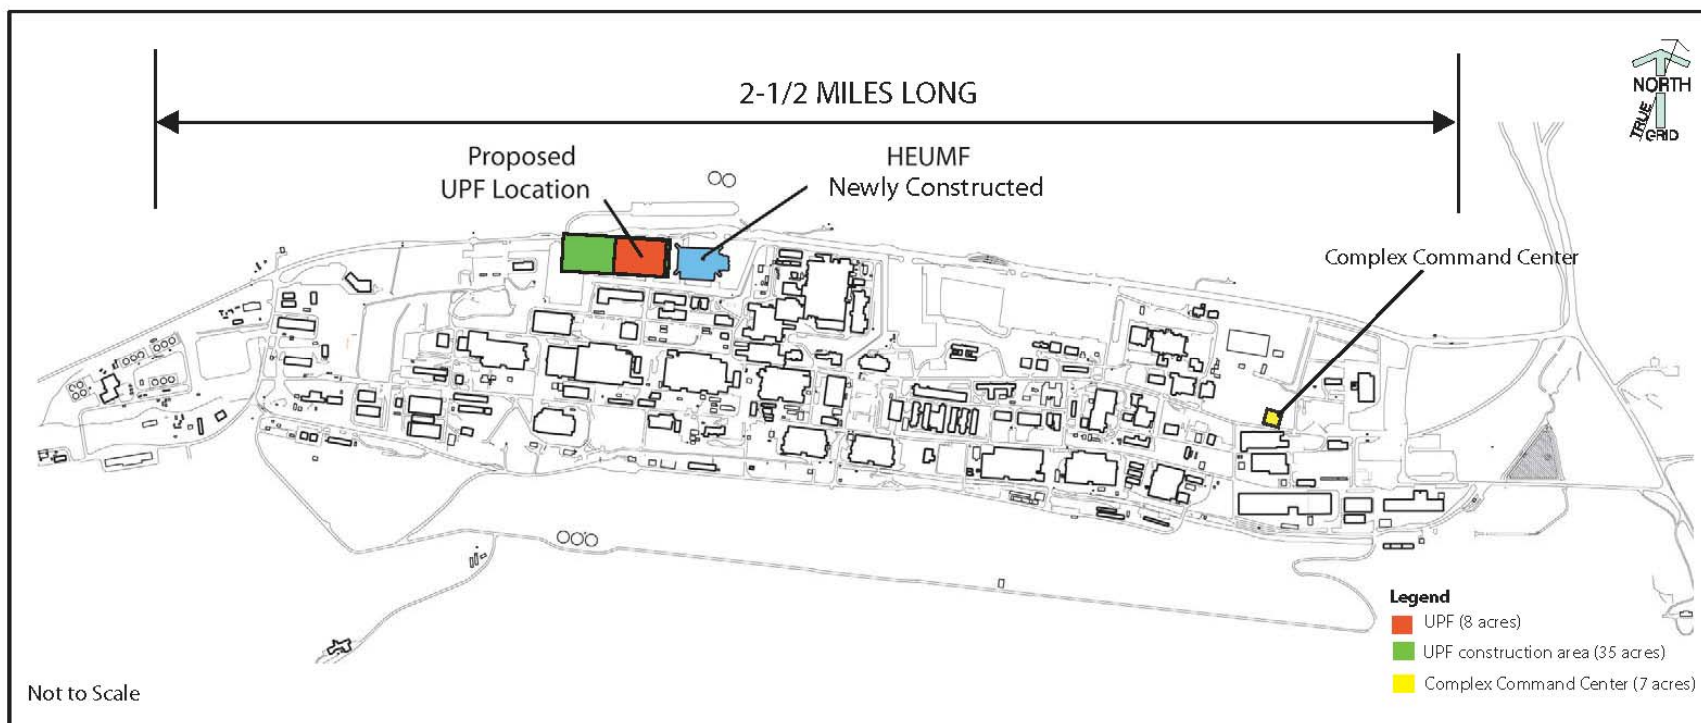 2-1/2 MILES LONG
NORTH
TRUE
GRID
Proposed
UPF Location
HEUMF
Newly Constructed
Complex Command Center
Legend
UPF (8 acres)
UPF construction area (35 acres)
Complex Command Center (7 acres)
Not to Scale